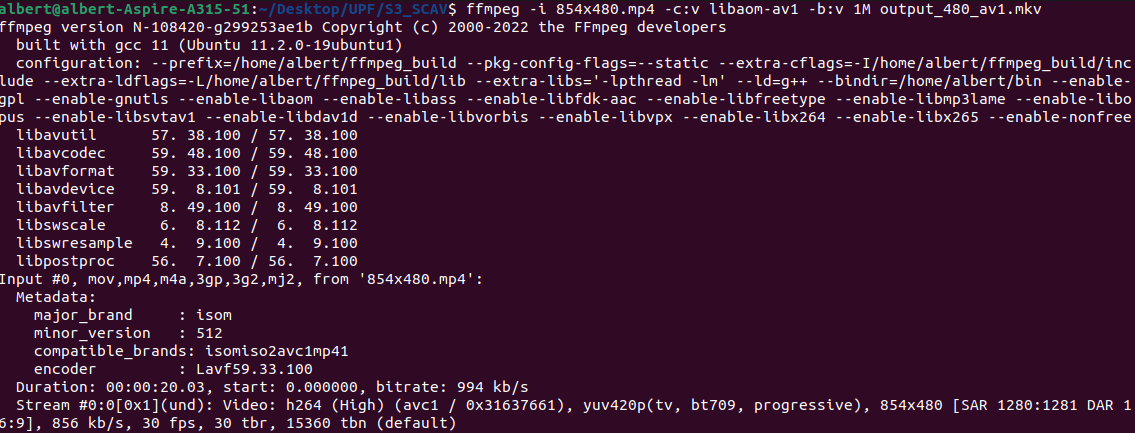 albert@albert-Aspire-A315-51:~/Desktop/UPF/S3_SCAV$ ffmpeg -i 854x480.mp4 -c:v libaom-av1 -b:v 1M output_480_av1.mkv
ffmpeg version N-108420-g299253ae1b Copyright (c) 2000-2022 the FFmpeg developers
  built with gcc 11 (Ubuntu 11.2.0-19ubuntu1)
  configuration: --prefix=/home/albert/ffmpeg_build --pkg-config-flags=--static --extra-cflags=-I/home/albert/ffmpeg_build/inc
lude --extra-ldflags=-L/home/albert/ffmpeg_build/lib --extra-libs='-lpthread -lm' --ld=g++ --bindir=/home/albert/bin --enable-
gpl --enable-gnutls --enable-libaom --enable-libass --enable-libfdk-aac --enable-libfreetype --enable-libmp3lame --enable-libo
pus --enable-libsvtav1 --enable-libdav1d --enable-libvorbis --enable-libvpx --enable-libx264 --enable-libx265 --enable-nonfree
  libavutil      57. 38.100 / 57. 38.100
  libavcodec     59. 48.100 / 59. 48.100
  libavformat    59. 33.100 / 59. 33.100
  libavdevice    59.  8.101 / 59.  8.101
  libavfilter     8. 49.100 /  8. 49.100
  libswscale      6.  8.112 /  6.  8.112
  libswresample   4.  9.100 /  4.  9.100
  libpostproc    56.  7.100 / 56.  7.100
Input #0, mov,mp4,m4a,3gp,3g2,mj2, from '854x480.mp4':
  Metadata:
    major_brand     : isom
    minor_version   : 512
    compatible_brands: isomiso2avc1mp41
    encoder         : Lavf59.33.100
  Duration: 00:00:20.03, start: 0.000000, bitrate: 994 kb/s
  Stream #0:0[0x1](und): Video: h264 (High) (avc1 / 0x31637661), yuv420p(tv, bt709, progressive), 854x480 [SAR 1280:1281 DAR 1
6:9], 856 kb/s, 30 fps, 30 tbr, 15360 tbn (default)